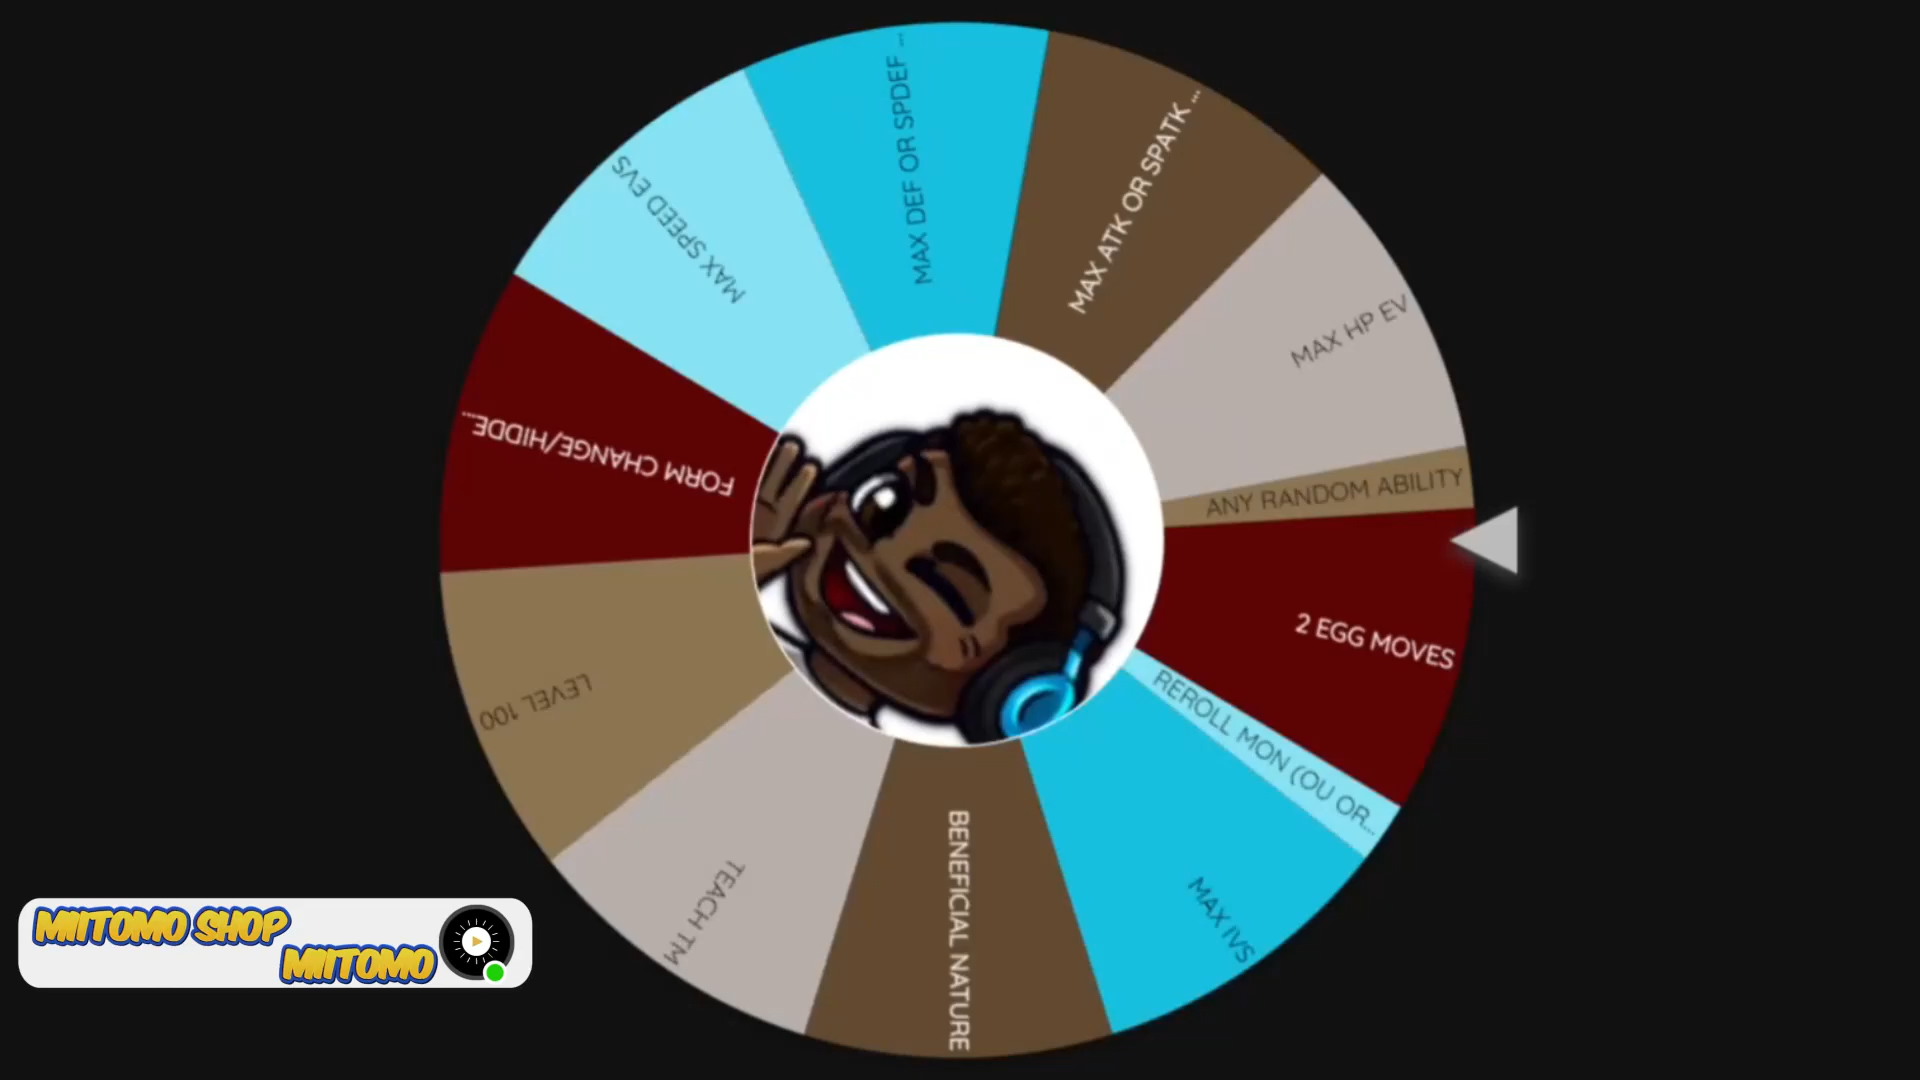 MAX DEF OR SPDEF ...
MAX ATK OR SPATK ...
MAX HP EV
ANY RANDOM ABILITY
2 EGG MOVES
REROLL MON (OU OR...
MAX IVS
BENEFICIAL NATURE
TEACH TM
LEVEL 100
FORM CHANGE/HIDDE...
MAX SPEED EVS
MIITOMO SHOP
MIITOMO